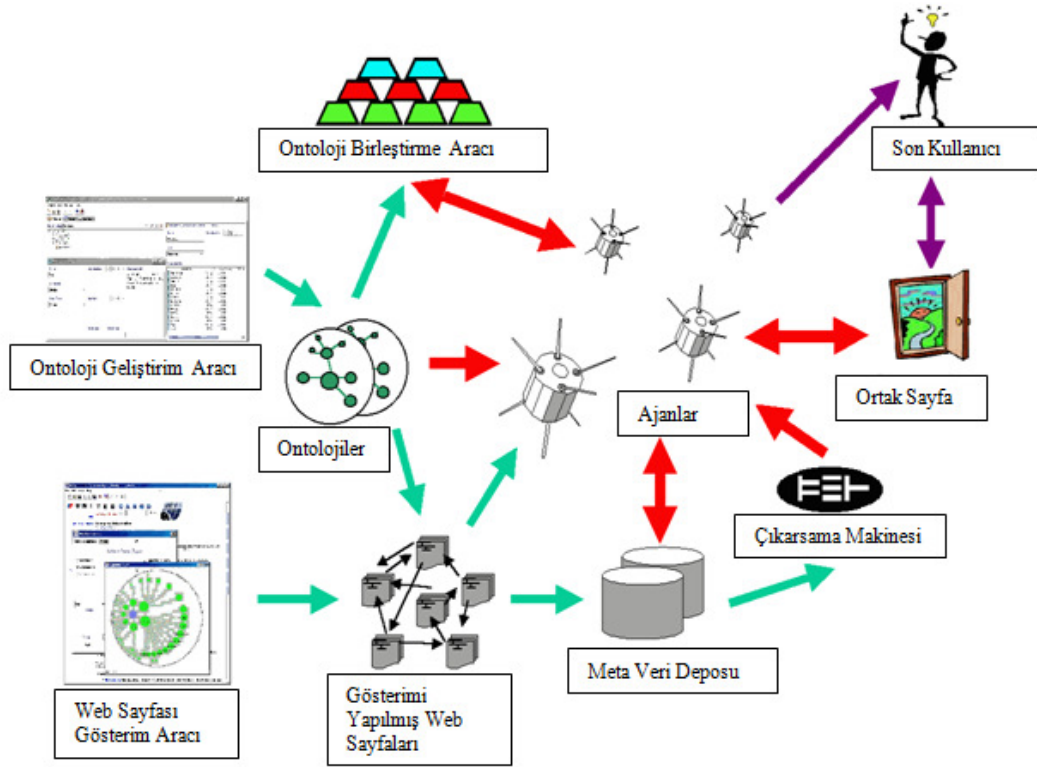 Ontoloji Birleştirme Aracı
Son Kullanıcı
Ontoloji Geliştirim Aracı
Ontolojiler
Ajanlar
Ortak Sayfa
Çıkarsama Makinesi
Meta Veri Deposu
Web Sayfası
Gösterim Aracı
Gösterimi
Yapılmış Web
Sayfaları